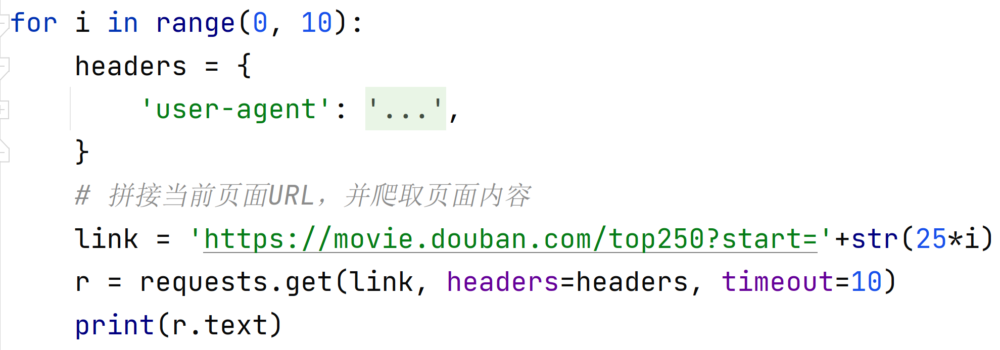 for i in range(0, 10):
    headers = {
        'user-agent': '...',
    }
    # 拼接当前页面URL，并爬取页面内容
    link = 'https://movie.douban.com/top250?start='+str(25*i)
    r = requests.get(link, headers=headers, timeout=10)
    print(r.text)